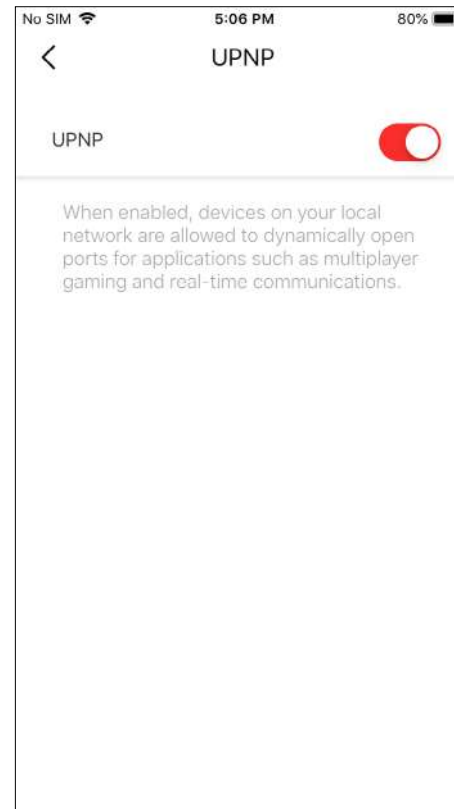 No SIM 5:06 PM 80%
UPNP
UPNP
When enabled, devices on your local
network are allowed to dynamically open
ports for applications such as multiplayer
gaming and real-time communications.